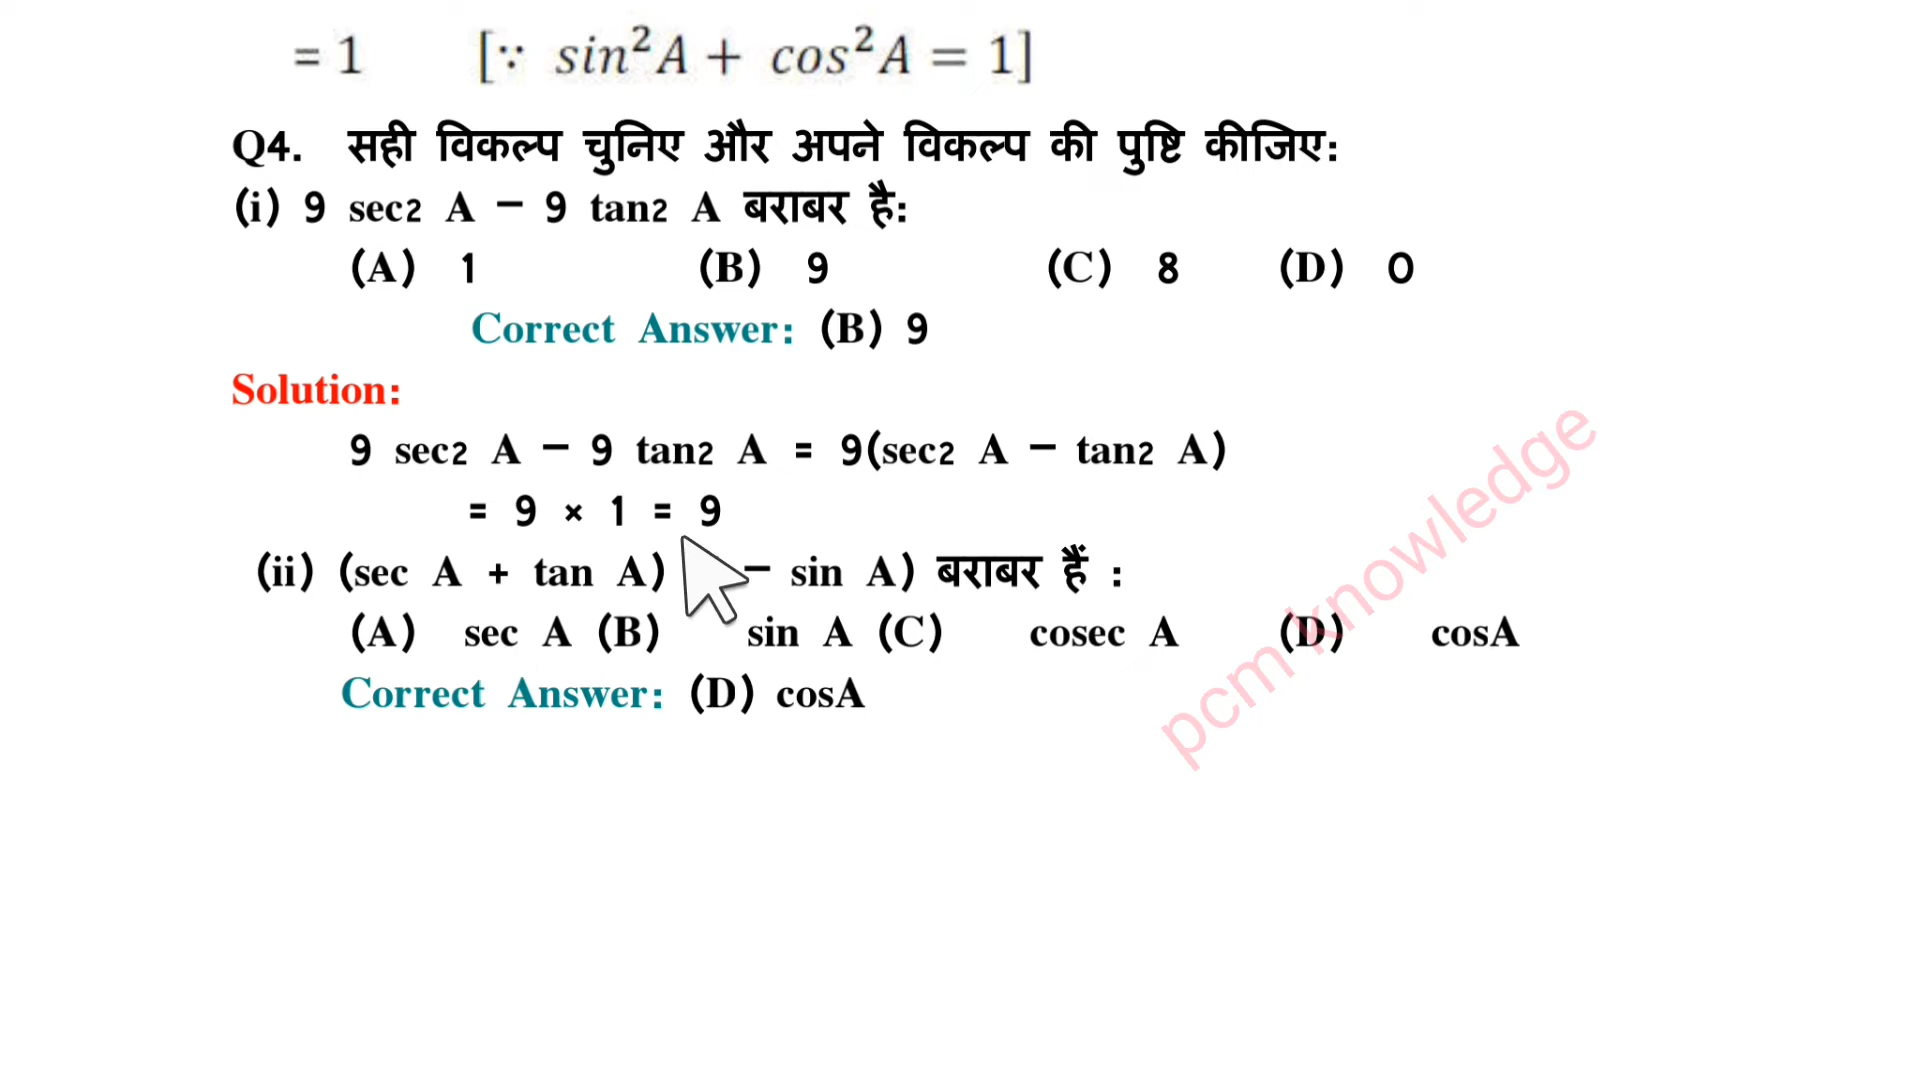 = 1 [∵ sin²A + cos²A = 1]
Q4. सही विकल्प चुनिए और अपने विकल्प की पुष्टि कीजिए:
(i) 9 sec2 A − 9 tan2 A बराबर है:
(A) 1 (B) 9 (C) 8 (D) 0
Correct Answer: (B) 9
Solution:
9 sec2 A − 9 tan2 A = 9(sec2 A − tan2 A)
= 9 × 1 = 9
(ii) (sec A + tan A) − sin A) बराबर हैं :
(A) sec A (B) sin A (C) cosec A (D) cosA
Correct Answer: (D) cosA
pcm knowledge